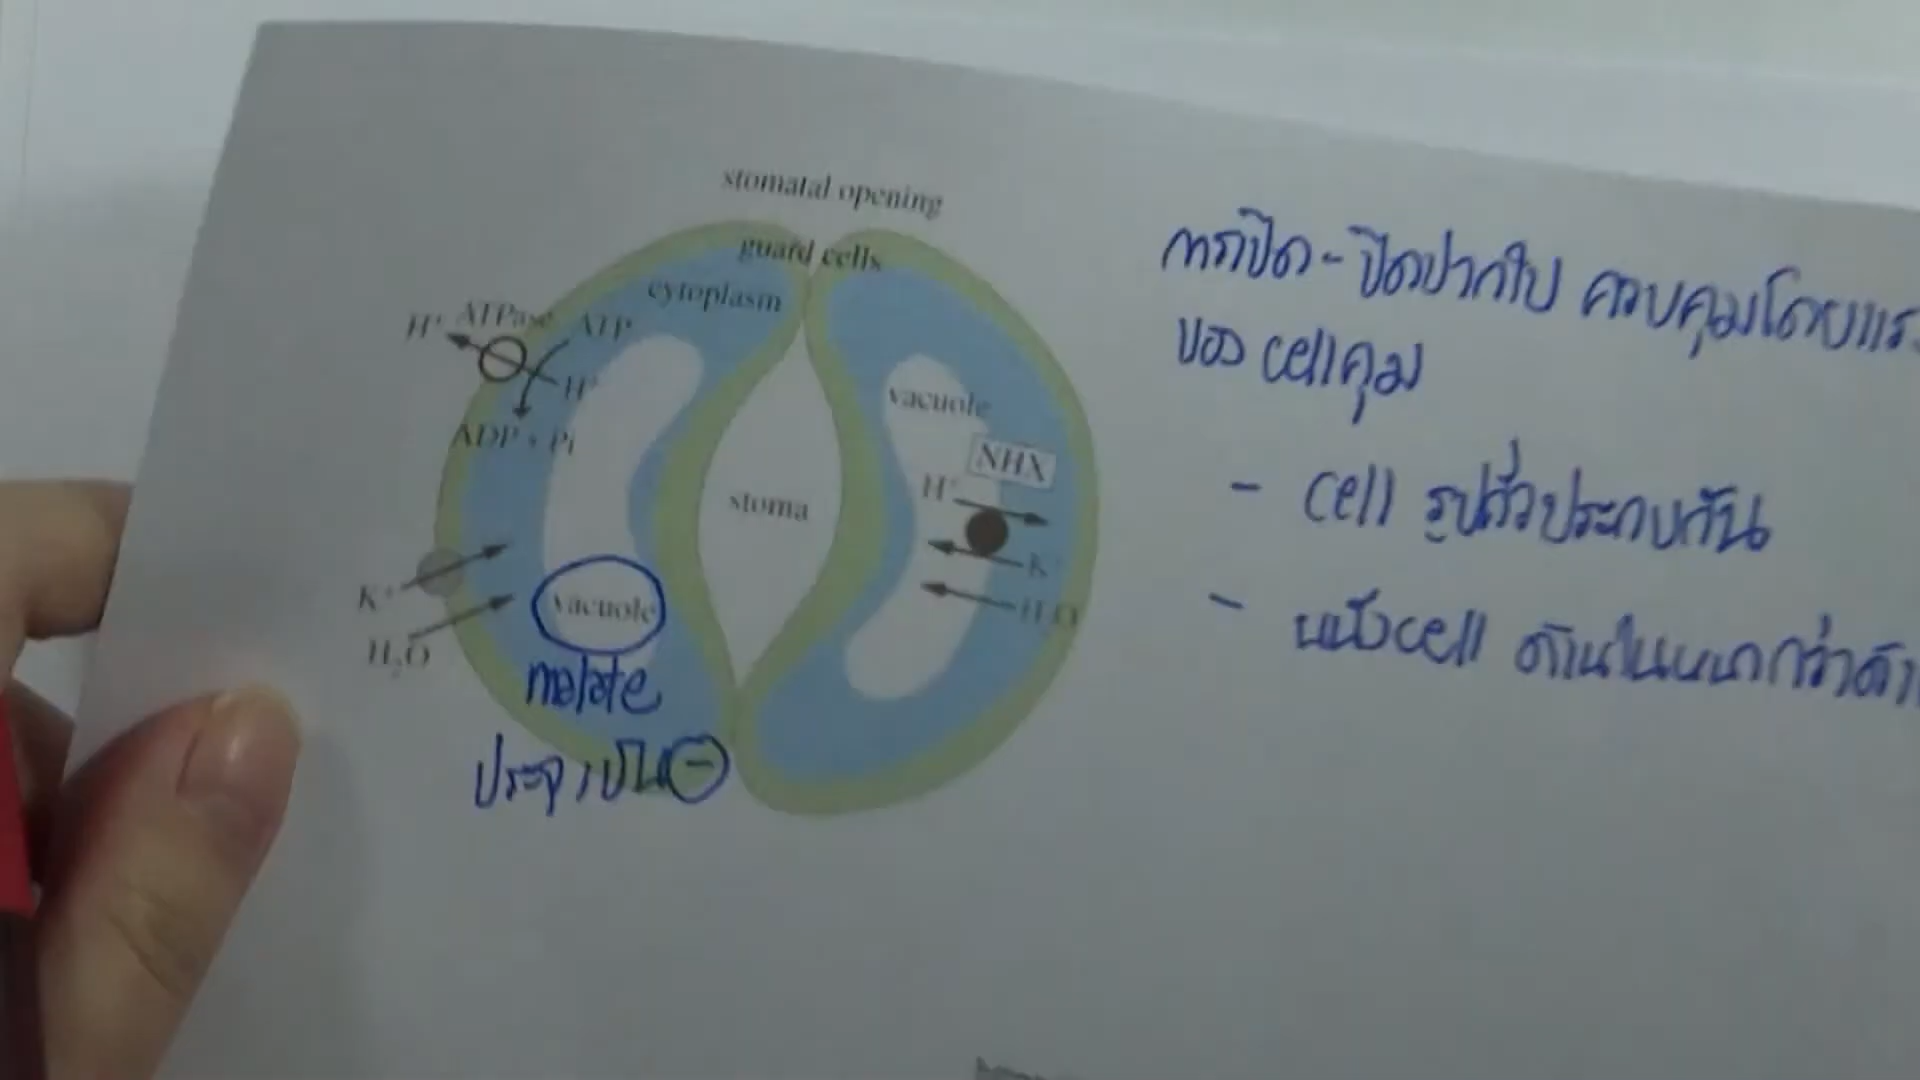 stomatal opening
guard cells
cytoplasm
H⁺ ATPase ATP
H⁺
ADP + Pi
K⁺
H₂O
vacuole
malate
ประจุเป็น -
stoma
vacuole
NHX
H⁺
K⁺
H₂O
การปิด - ปิดปากใบ ควบคุมโดยแรง
ของ cell คุม
- cell รูปถั่วประกบกัน
- ผนัง cell ด้านในหนากว่าด้า